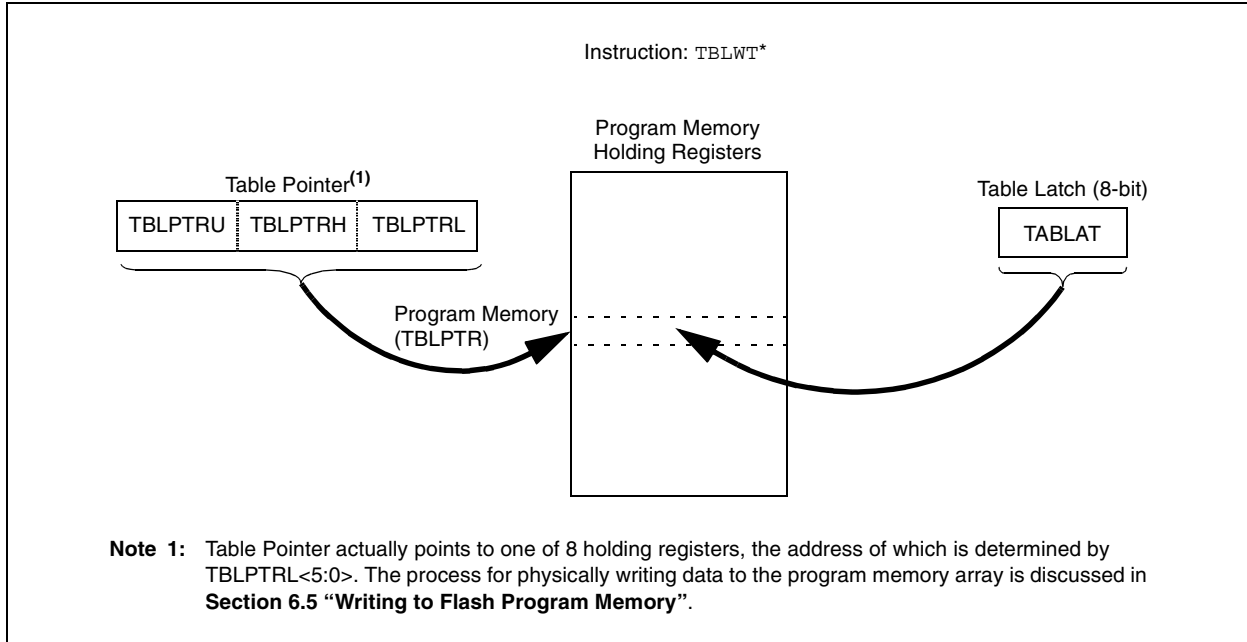 Instruction: TBLWT*
Program Memory
Holding Registers
Table Pointer(1)
Table Latch (8-bit)
TBLPTRU TBLPTRH TBLPTRL
TABLAT
Program Memory
(TBLPTR)
Note 1: Table Pointer actually points to one of 8 holding registers, the address of which is determined by
TBLPTRL<5:0>. The process for physically writing data to the program memory array is discussed in
Section 6.5 “Writing to Flash Program Memory”.